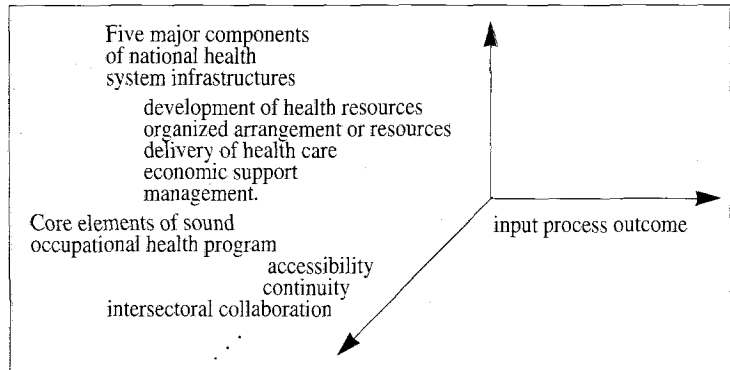 Five major components
of national health
system infrastructures
development of health resources
organized arrangement or resources
delivery of health care
economic support
management.
Core elements of sound
occupational health program
accessibility
continuity
intersectoral collaboration
. . .
input process outcome